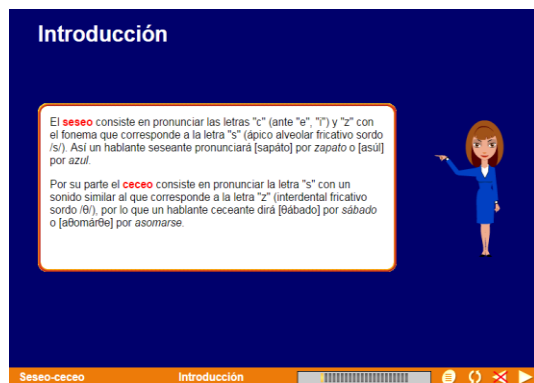 Introducción
El seseo consiste en pronunciar las letras "c" (ante "e", "i") y "z" con
el fonema que corresponde a la letra "s" (ápico alveolar fricativo sordo
/s/). Así un hablante seseante pronunciará [sapáto] por zapato o [asúl]
por azul.
Por su parte el ceceo consiste en pronunciar la letra "s" con un
sonido similar al que corresponde a la letra "z" (interdental fricativo
sordo /θ/), por lo que un hablante ceceante dirá [θábado] por sábado
o [aθomárθe] por asomarse.
Seseo-ceceo Introducción